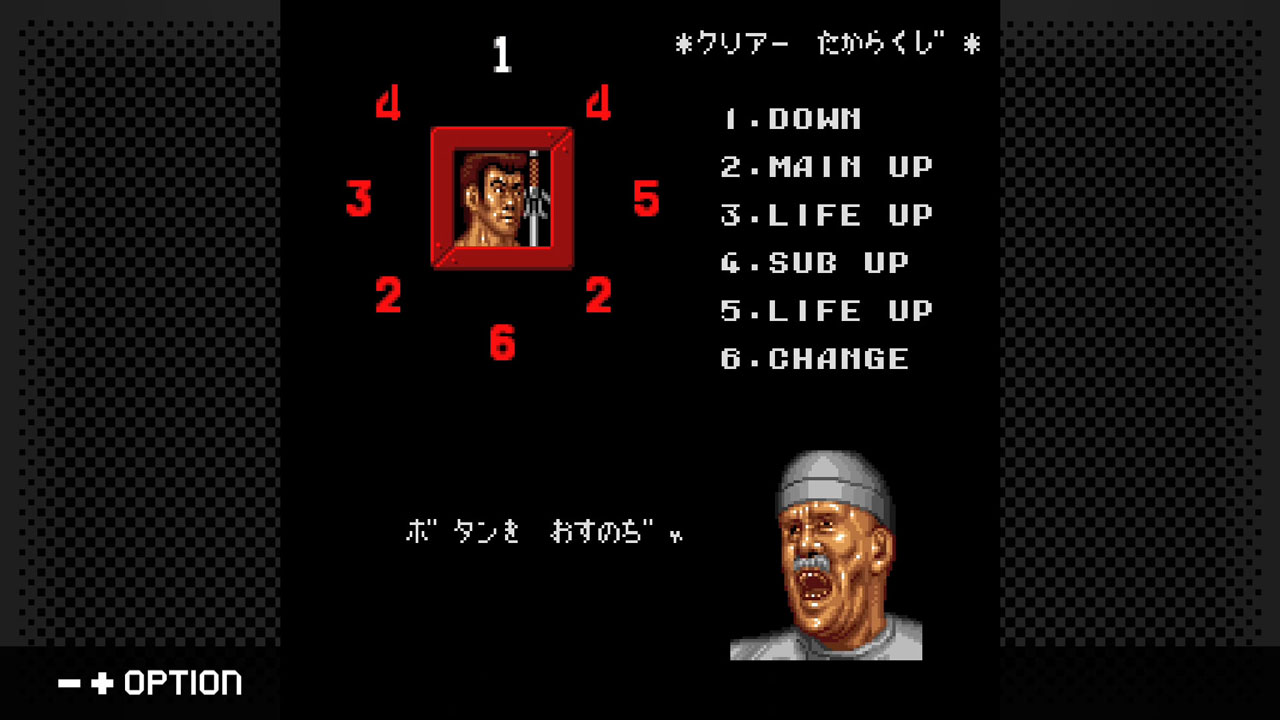 *クリアー たからくじ*
1
4 4
3 5
2 2
6
1.DOWN
2.MAIN UP
3.LIFE UP
4.SUB UP
5.LIFE UP
6.CHANGE
ボタンを おすのぢ゛ゃ
-+OPTION